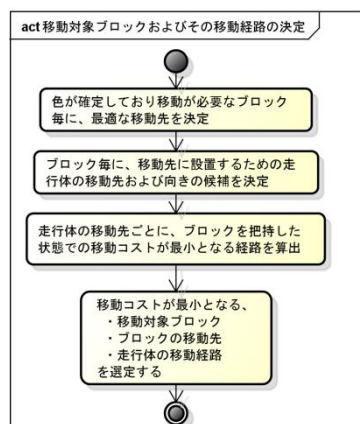 act 移動対象ブロックおよびその移動経路の決定
色が確定しており移動が必要なブロック
毎に、最適な移動先を決定
ブロック毎に、移動先に設置するための走
行体の移動先および向きの候補を決定
走行体の移動先ごとに、ブロックを把持した
状態での移動コストが最小となる経路を算出
移動コストが最小となる、
・移動対象ブロック
・ブロックの移動先
・走行体の移動経路
を選定する